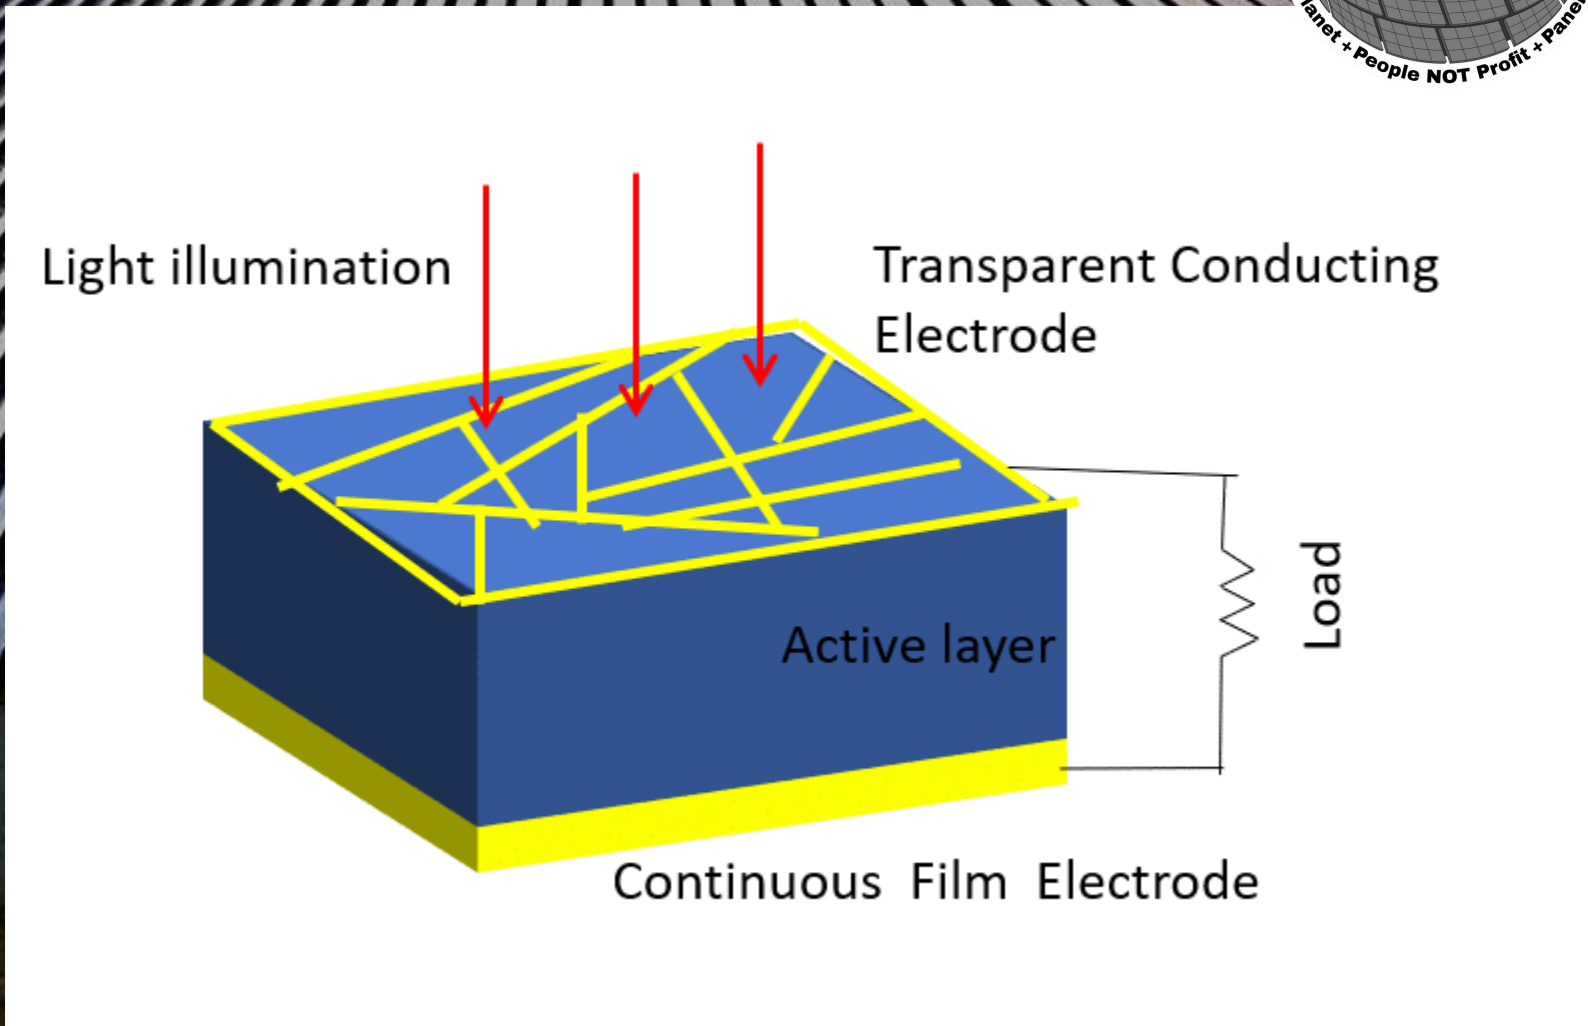 People NOT Profit +
Light illumination
Transparent Conducting
Electrode
Load
Active layer
Continuous Film Electrode